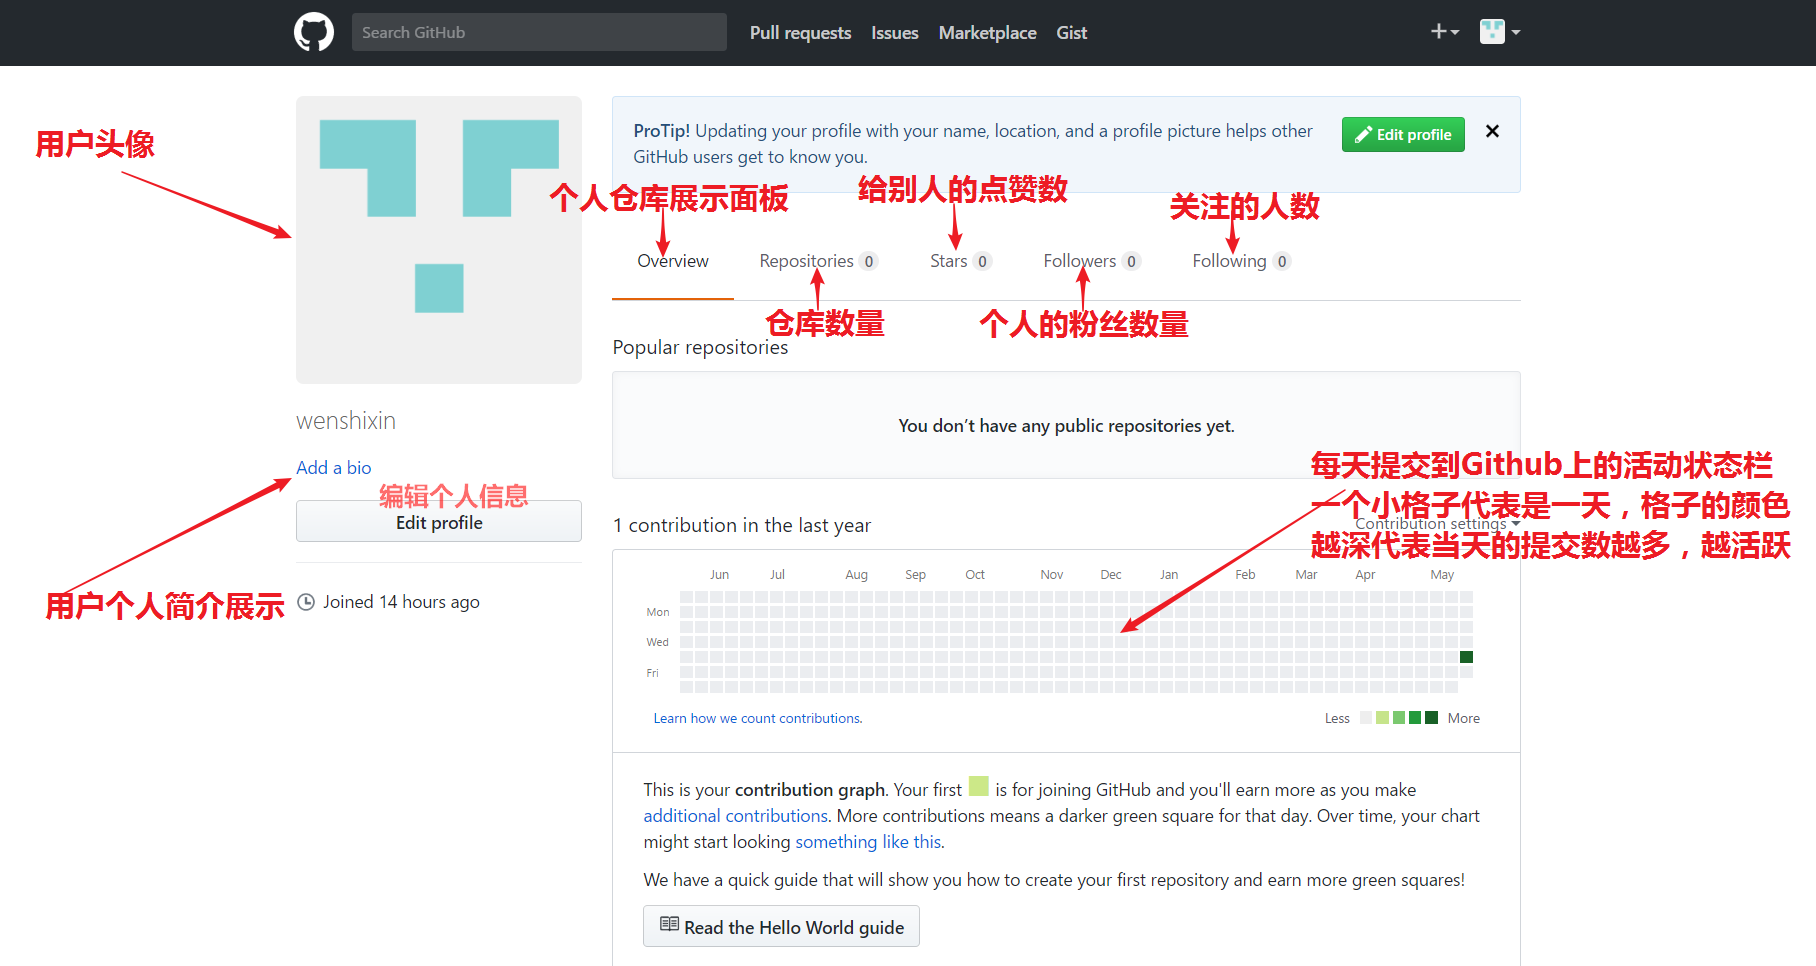 Search GitHub
Pull requests
Issues
Marketplace
Gist
用户头像
ProTip! Updating your profile with your name, location, and a profile picture helps other
GitHub users get to know you.
Edit profile
个人仓库展示面板
给别人的点赞数
关注的人数
Overview
Repositories 0
Stars 0
Followers 0
Following 0
仓库数量
个人的粉丝数量
Popular repositories
You don’t have any public repositories yet.
wenshixin
Add a bio
编辑个人信息
Edit profile
用户个人简介展示
Joined 14 hours ago
每天提交到Github上的活动状态栏
一个小格子代表是一天，格子的颜色
越深代表当天的提交数越多，越活跃
1 contribution in the last year
Contribution settings
Jun Jul Aug Sep Oct Nov Dec Jan Feb Mar Apr May
Mon
Wed
Fri
Learn how we count contributions.
Less
More
This is your contribution graph. Your first is for joining GitHub and you'll earn more as you make
additional contributions. More contributions means a darker green square for that day. Over time, your chart
might start looking something like this.
We have a quick guide that will show you how to create your first repository and earn more green squares!
Read the Hello World guide